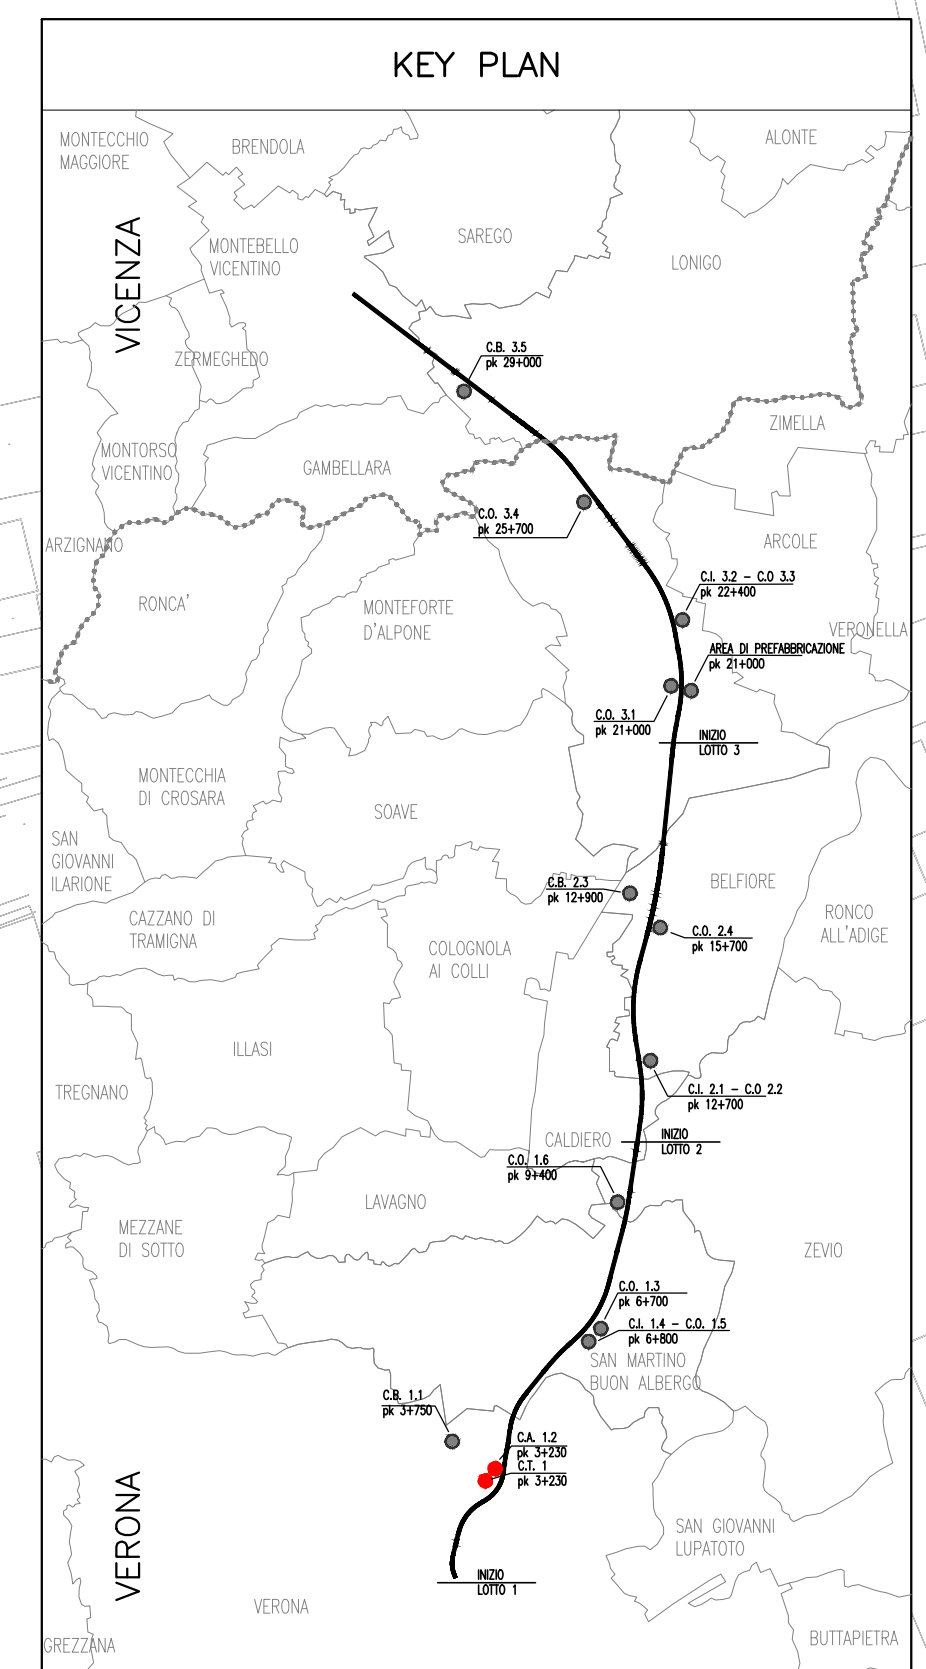 KEY PLAN
MONTECCHIO
MAGGIORE
BRENDOLA
ALONTE
VICENZA
MONTEBELLO
VICENTINO
SAREGO
LONIGO
ZERMEGHEDO
C.B. 3.5
pk 29+000
ZIMELLA
MONTORSO
VICENTINO
GAMBELLARA
C.O. 3.4
pk 25+700
ARZIGNANO
ARCOLE
RONCA'
MONTEFORTE
D'ALPONE
C.I. 3.2 - C.O 3.3
pk 22+400
VERONELLA
AREA DI PREFABBRICAZIONE
pk 21+000
C.O. 3.1
pk 21+000
INIZIO
LOTTO 3
MONTECCHIA
DI CROSARA
SOAVE
SAN
GIOVANNI
ILARIONE
C.B. 2.3
pk 12+900
BELFIORE
CAZZANO DI
TRAMIGNA
RONCO
ALL'ADIGE
C.O. 2.4
pk 15+700
COLOGNOLA
AI COLLI
ILLASI
TREGNANO
C.I. 2.1 - C.O 2.2
pk 12+700
CALDIERO
INIZIO
LOTTO 2
C.O. 1.6
pk 9+400
LAVAGNO
MEZZANE
DI SOTTO
ZEVIO
C.O. 1.3
pk 6+700
C.I. 1.4 - C.O. 1.5
pk 6+800
SAN MARTINO
BUON ALBERGO
C.B. 1.1
pk 3+750
C.A. 1.2
pk 3+230
C.T. 1
pk 3+230
VERONA
SAN GIOVANNI
LUPATOTO
INIZIO
LOTTO 1
VERONA
GREZZANA
BUTTAPIETRA